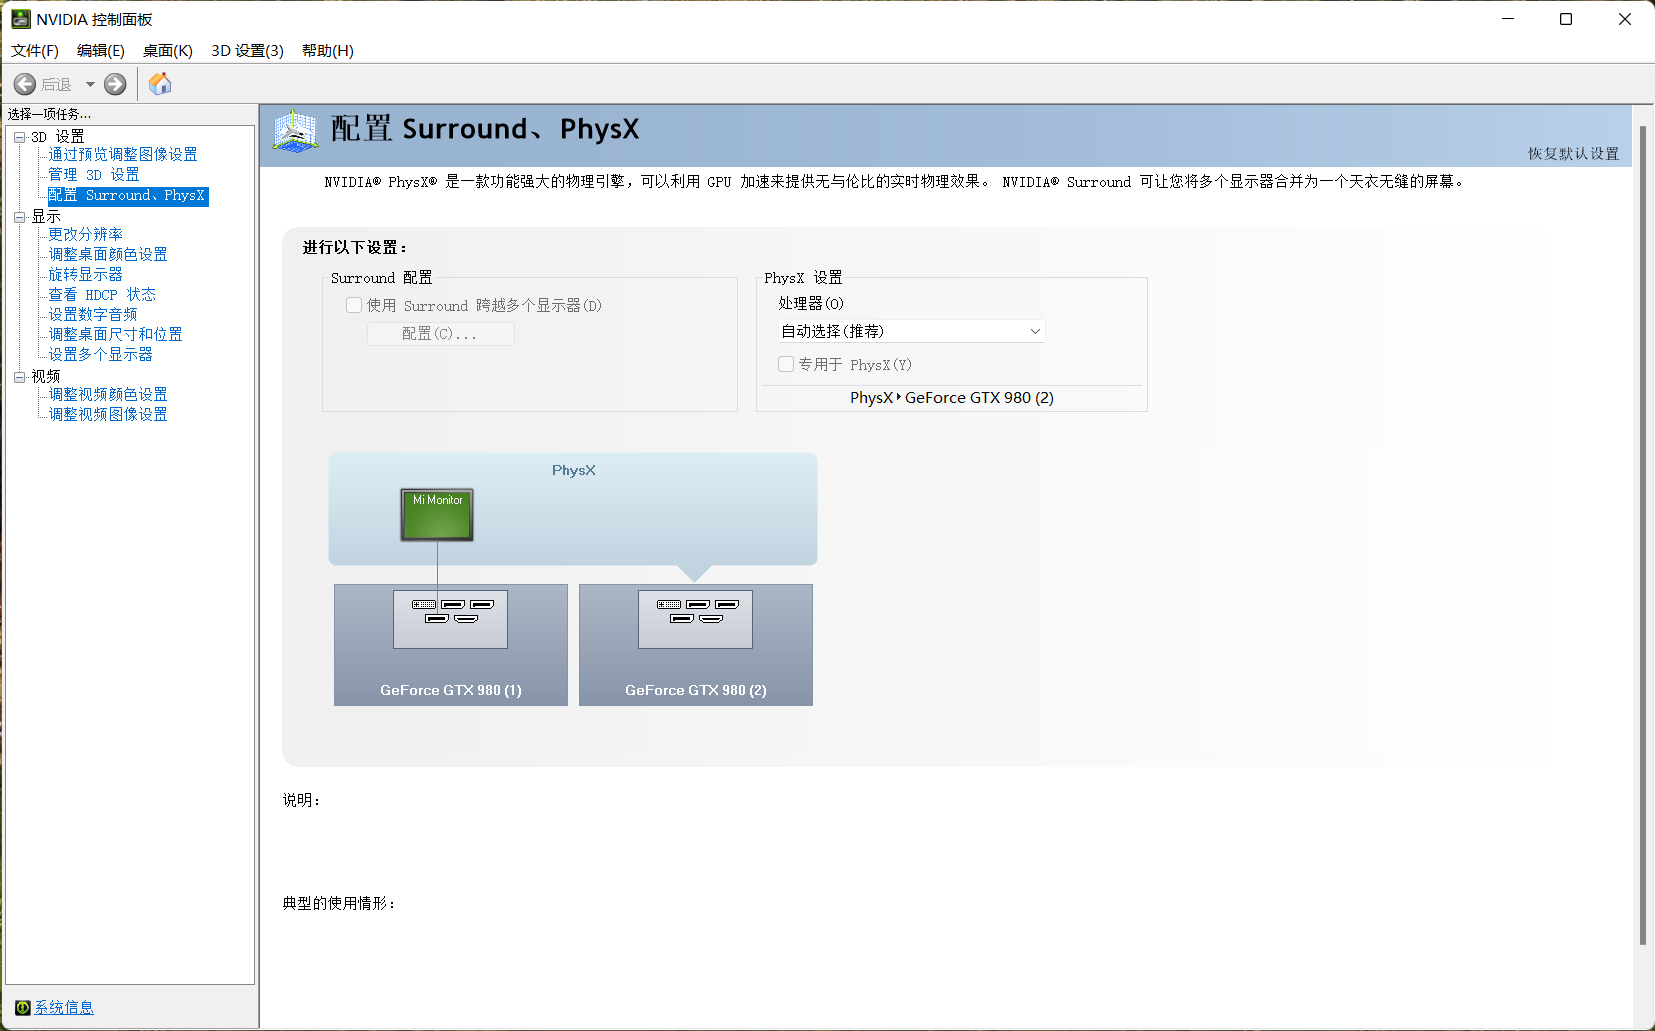 NVIDIA 控制面板
文件(F) 编辑(E) 桌面(K) 3D 设置(3) 帮助(H)
后退
选择一项任务...
3D 设置
通过预览调整图像设置
管理 3D 设置
配置 Surround、PhysX
显示
更改分辨率
调整桌面颜色设置
旋转显示器
查看 HDCP 状态
设置数字音频
调整桌面尺寸和位置
设置多个显示器
视频
调整视频颜色设置
调整视频图像设置
系统信息
配置 Surround、PhysX
恢复默认设置
NVIDIA® PhysX® 是一款功能强大的物理引擎，可以利用 GPU 加速来提供无与伦比的实时物理效果。 NVIDIA® Surround 可让您将多个显示器合并为一个天衣无缝的屏幕。
进行以下设置：
Surround 配置
使用 Surround 跨越多个显示器(D)
配置(C)...
PhysX 设置
处理器(O)
自动选择(推荐)
专用于 PhysX(Y)
PhysX GeForce GTX 980 (2)
PhysX
Mi Monitor
GeForce GTX 980 (1)
GeForce GTX 980 (2)
说明：
典型的使用情形：